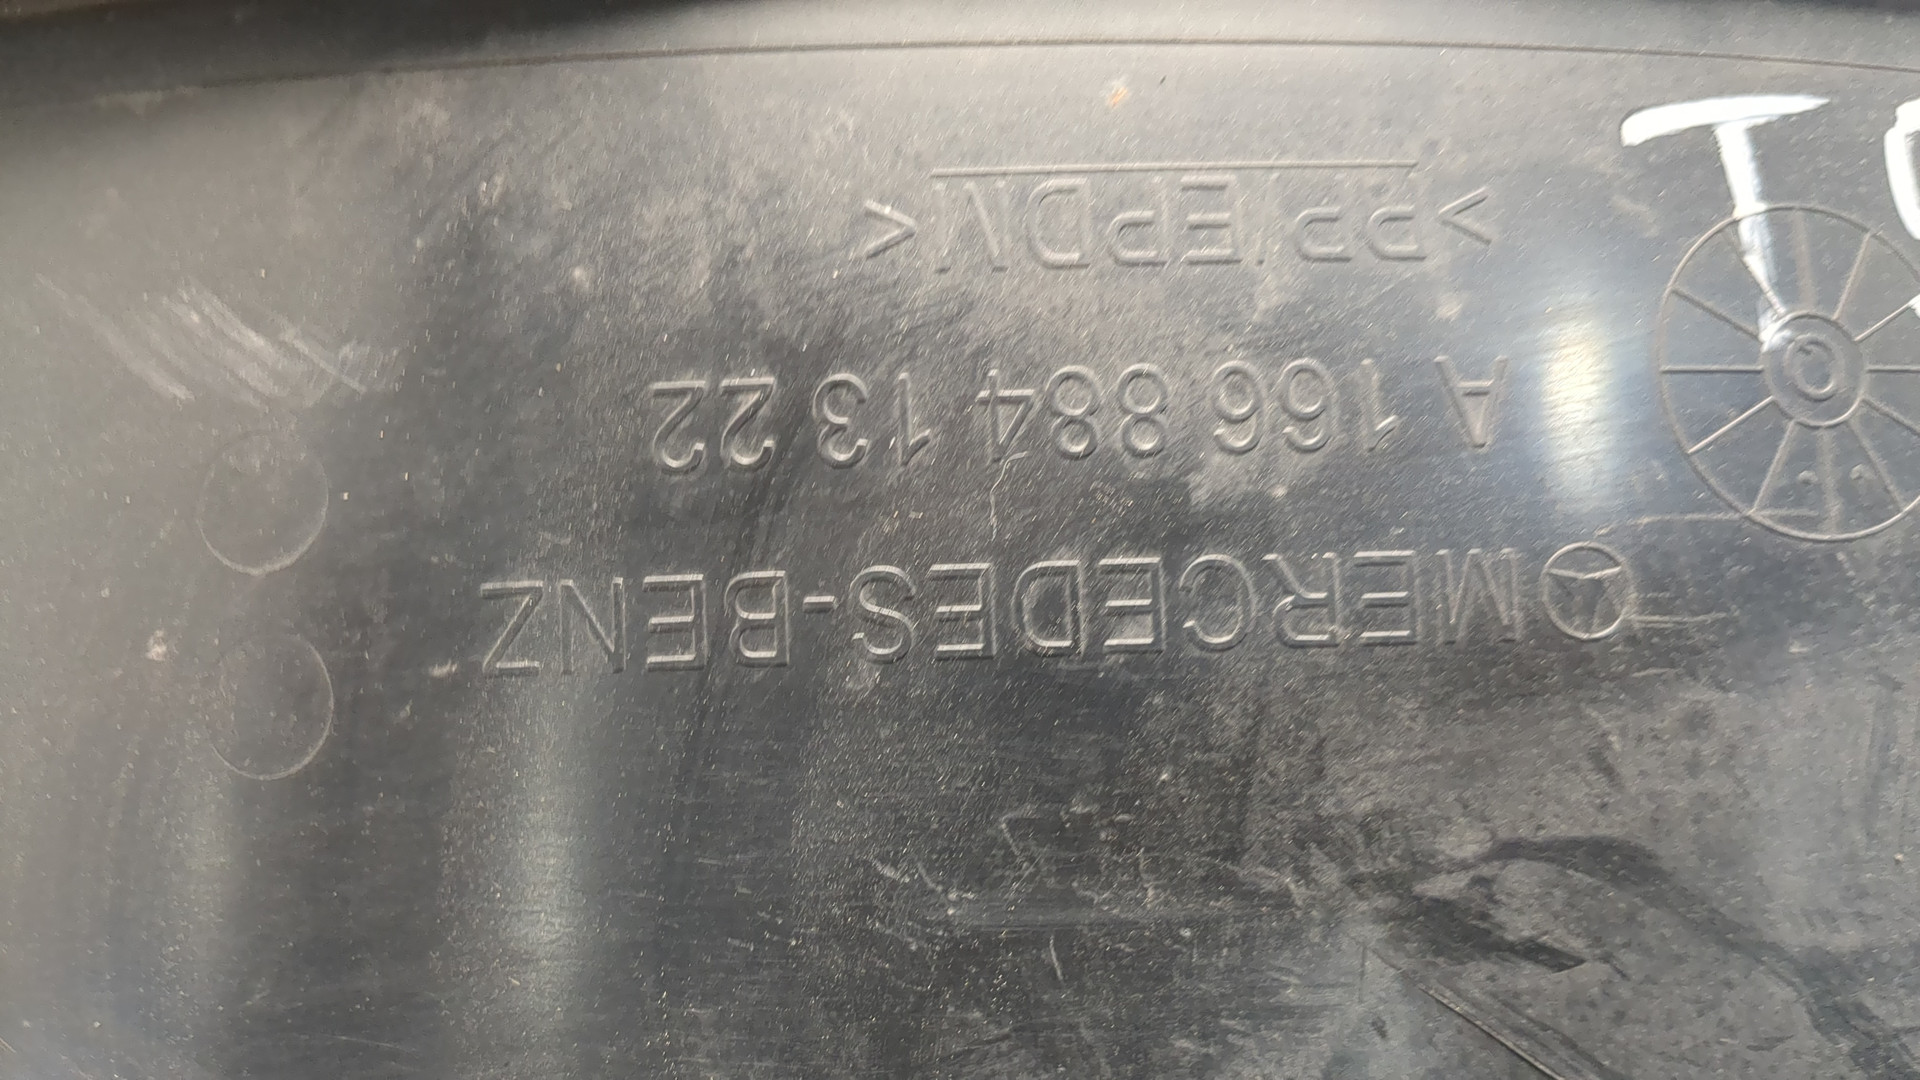 MERCEDES-BENZ
A 166 884 13 22
>PP/EPDM<